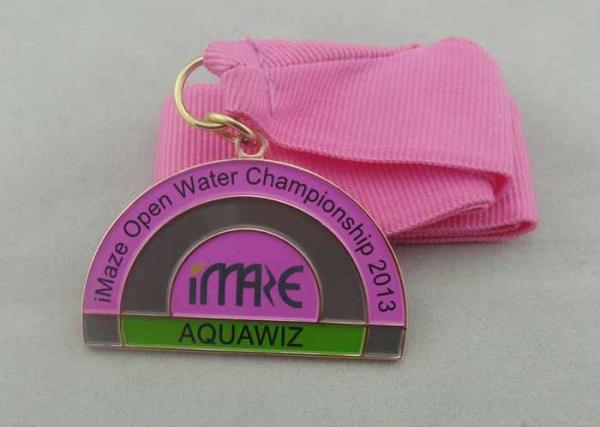 iMaze Open Water Championship 2013
iMAZE
AQUAWIZ